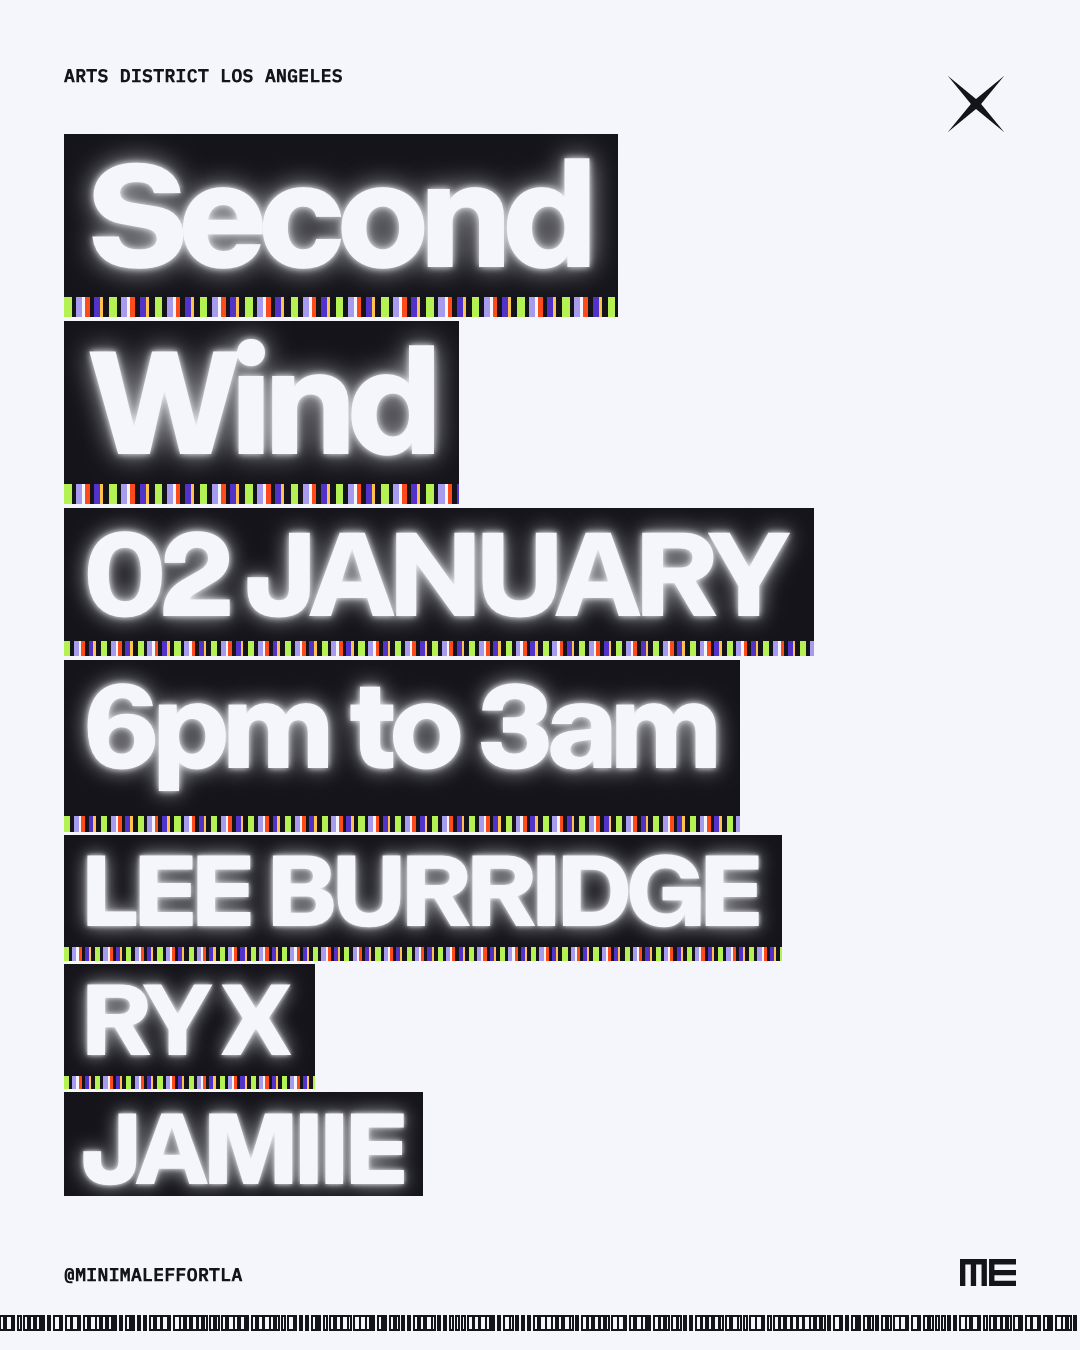 ARTS DISTRICT LOS ANGELES
Second
Wind
02 JANUARY
6pm to 3am
LEE BURRIDGE
RY X
JAMIIE
@MINIMALEFFORTLA
ME